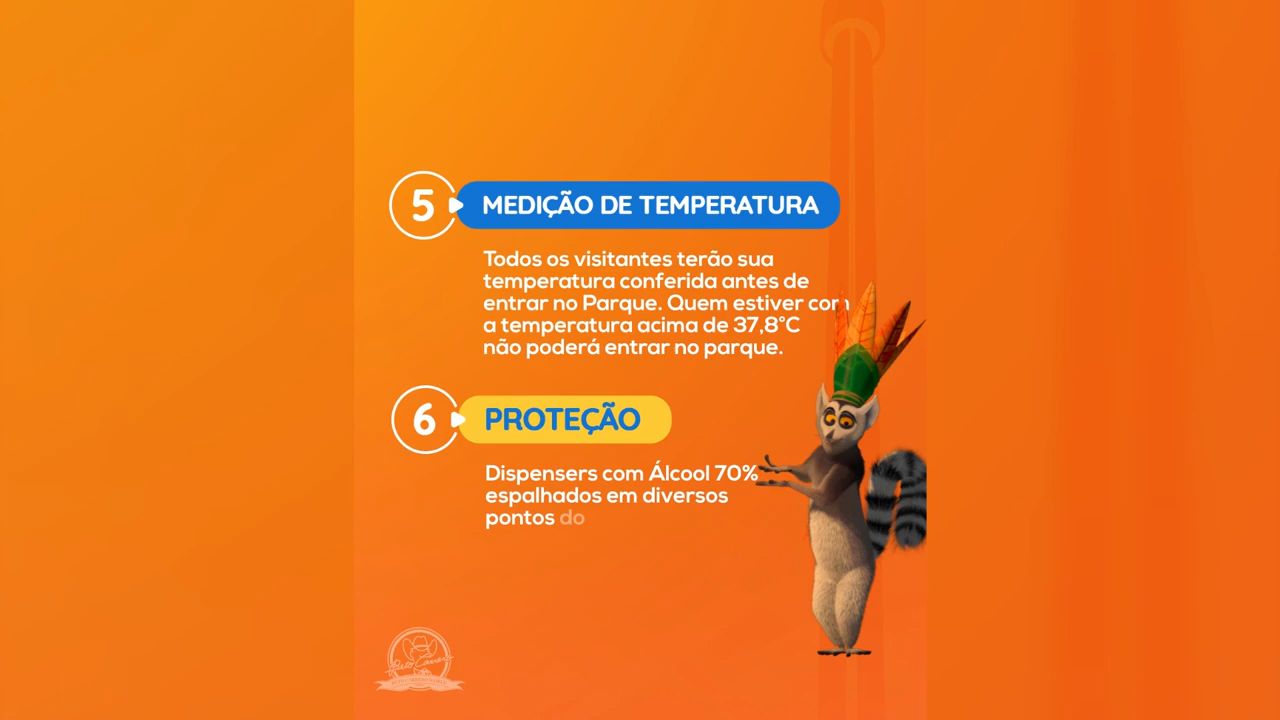 5
MEDIÇÃO DE TEMPERATURA
Todos os visitantes terão sua
temperatura conferida antes de
entrar no Parque. Quem estiver com
a temperatura acima de 37,8°C
não poderá entrar no parque.
6
PROTEÇÃO
Dispensers com Álcool 70%
espalhados em diversos
pontos do
Beto Carrero